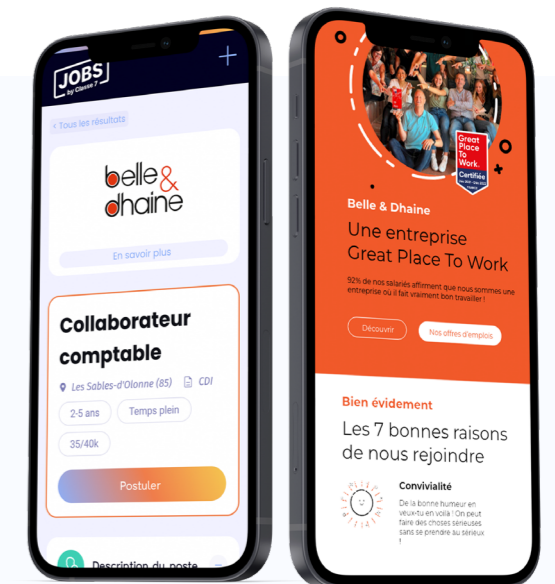 JOBS
by Classe 7
< Tous les résultats
belle&
dhaine
En savoir plus
Collaborateur
comptable
Les Sables-d'Olonne (85)
CDI
2-5 ans
Temps plein
35/40k
Postuler
Description du poste
Great
Place
To
Work.
Certifiée
FRANCE
Belle & Dhaine
Une entreprise
Great Place To Work
92% de nos salariés affirment que nous sommes une
entreprise où il fait vraiment bon travailler !
Découvrir
Nos offres d'emplois
Bien évidement
Les 7 bonnes raisons
de nous rejoindre
Convivialité
De la bonne humeur en
veux-tu en voilà ! On peut
faire des choses sérieuses
sans se prendre au sérieux
!